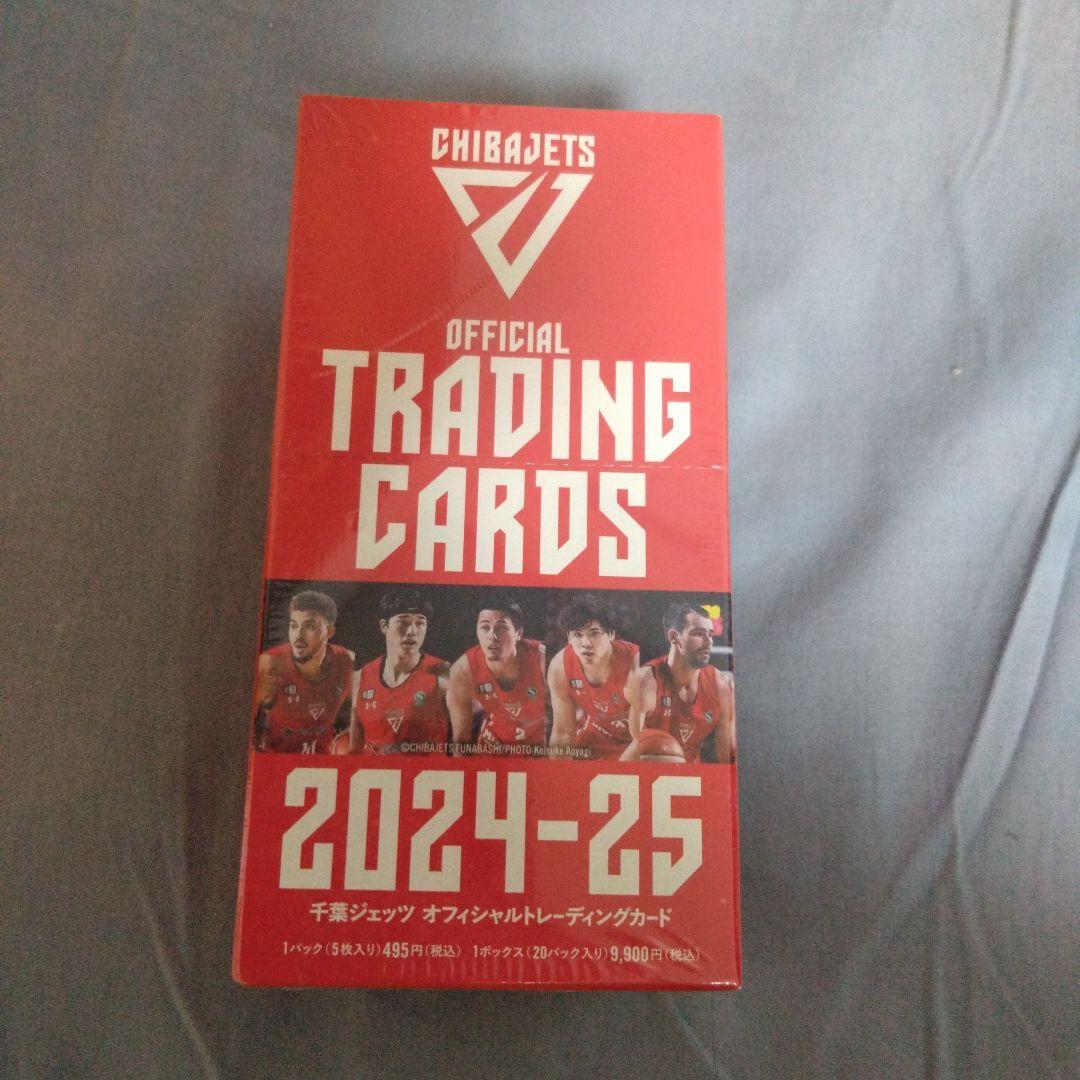 CHIBAJETS
OFFICIAL
TRADING
CARDS
2
©CHIBAJETS FUNABASHI/PHOTO Keisuke Aoyagi
2024-25
千葉ジェッツ オフィシャルトレーディングカード
1パック(5枚入り)495円(税込) 1ボックス(20パック入り)9,900円(税込)